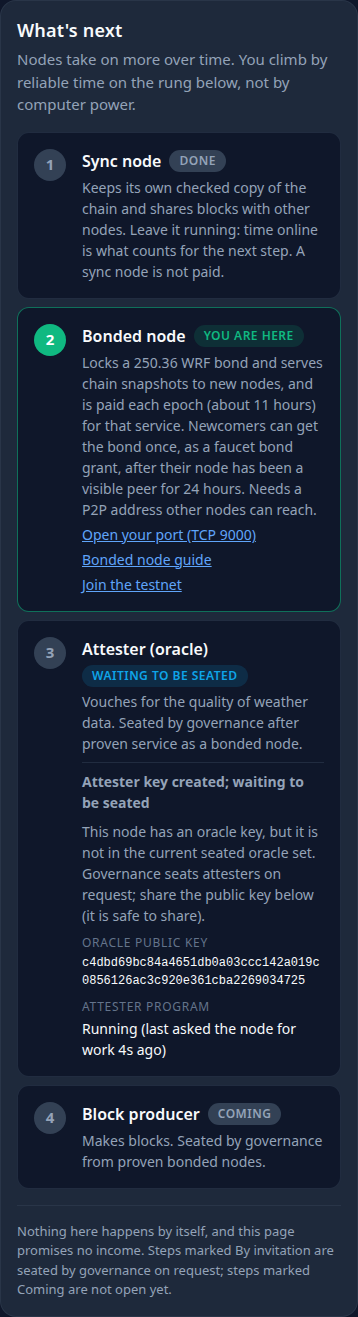 What's next
Nodes take on more over time. You climb by
reliable time on the rung below, not by
computer power.
1
Sync node DONE
Keeps its own checked copy of the
chain and shares blocks with other
nodes. Leave it running: time online
is what counts for the next step. A
sync node is not paid.
2
Bonded node YOU ARE HERE
Locks a 250.36 WRF bond and serves
chain snapshots to new nodes, and
is paid each epoch (about 11 hours)
for that service. Newcomers can get
the bond once, as a faucet bond
grant, after their node has been a
visible peer for 24 hours. Needs a
P2P address other nodes can reach.
Open your port (TCP 9000)
Bonded node guide
Join the testnet
3
Attester (oracle)
WAITING TO BE SEATED
Vouches for the quality of weather
data. Seated by governance after
proven service as a bonded node.
Attester key created; waiting to
be seated
This node has an oracle key, but it is
not in the current seated oracle set.
Governance seats attesters on
request; share the public key below
(it is safe to share).
ORACLE PUBLIC KEY
c4dbd69bc84a4651db0a03ccc142a019c
0856126ac3c920e361cba2269034725
ATTESTER PROGRAM
Running (last asked the node for
work 4s ago)
4
Block producer COMING
Makes blocks. Seated by governance
from proven bonded nodes.
Nothing here happens by itself, and this page
promises no income. Steps marked By invitation are
seated by governance on request; steps marked
Coming are not open yet.